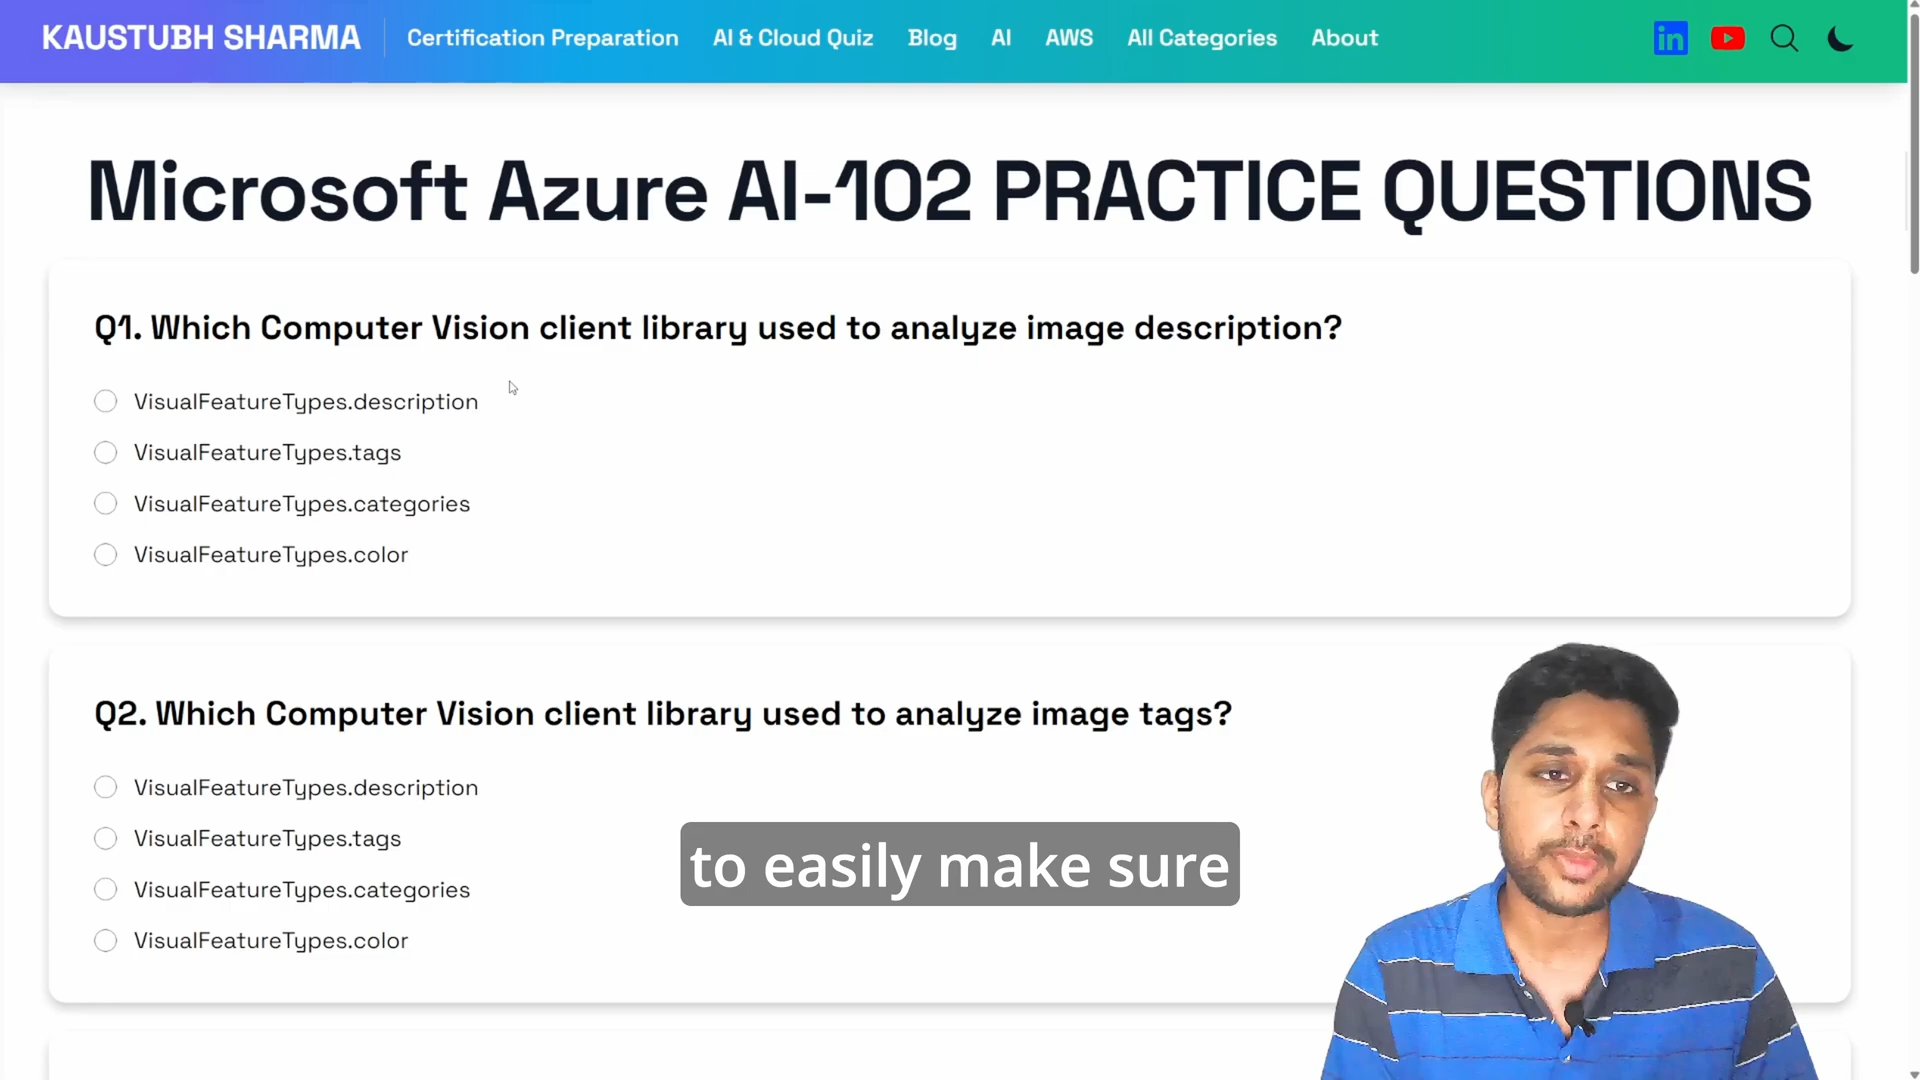 KAUSTUBH SHARMA Certification Preparation AI & Cloud Quiz Blog AI AWS All Categories About
Microsoft Azure AI-102 PRACTICE QUESTIONS
Q1. Which Computer Vision client library used to analyze image description?
VisualFeatureTypes.description
VisualFeatureTypes.tags
VisualFeatureTypes.categories
VisualFeatureTypes.color
Q2. Which Computer Vision client library used to analyze image tags?
VisualFeatureTypes.description
VisualFeatureTypes.tags
VisualFeatureTypes.categories
VisualFeatureTypes.color
to easily make sure